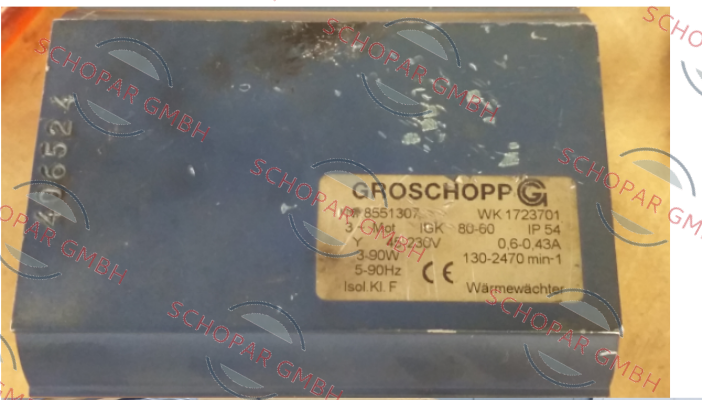 GROSCHOPP G
8551307 WK 1723701
3 Mot IGK 80-60 IP 54
Y 230V 0,6-0,43A
3-90W 130-2470 min-1
5-90Hz CE
Isol.Kl. F Wärmewächter
496524
SCHOPAR GMBH
SCHOPAR GMBH
SCHOPAR GMBH
SCHOPAR GMBH
SCHOPAR GMBH
SCHOPAR GMBH
SCHOPAR GMBH